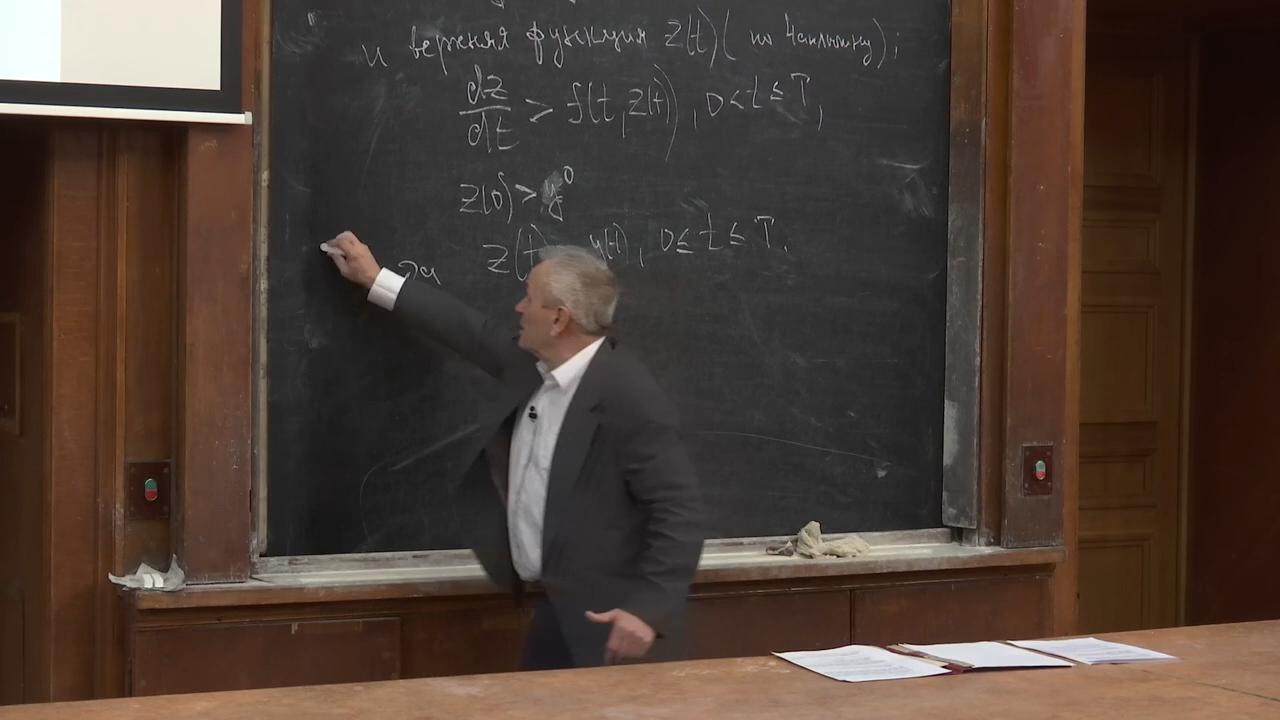 и верхняя функция z(t) (по Чаплыгину);
dz/dt > f(t, z(t)), 0 < t ≤ T,
z(0) > y⁰
z(t) y(t), 0 ≤ t ≤ T.